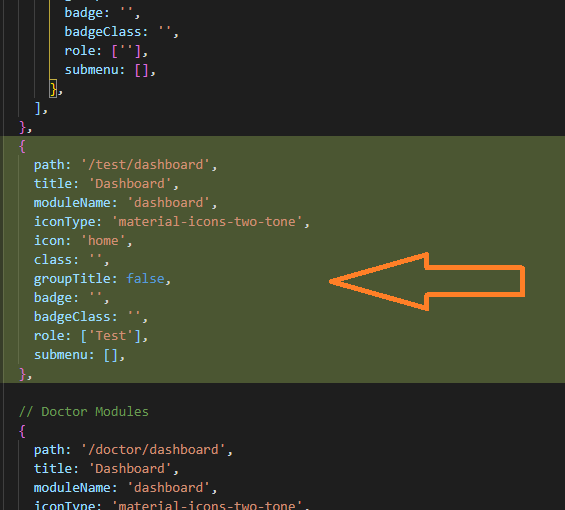 badge: '',
badgeClass: '',
role: [''],
submenu: [],
},
],
},
{
path: '/test/dashboard',
title: 'Dashboard',
moduleName: 'dashboard',
iconType: 'material-icons-two-tone',
icon: 'home',
class: '',
groupTitle: false,
badge: '',
badgeClass: '',
role: ['Test'],
submenu: [],
},
// Doctor Modules
{
path: '/doctor/dashboard',
title: 'Dashboard',
moduleName: 'dashboard',
iconType: 'material-icons-two-tone',